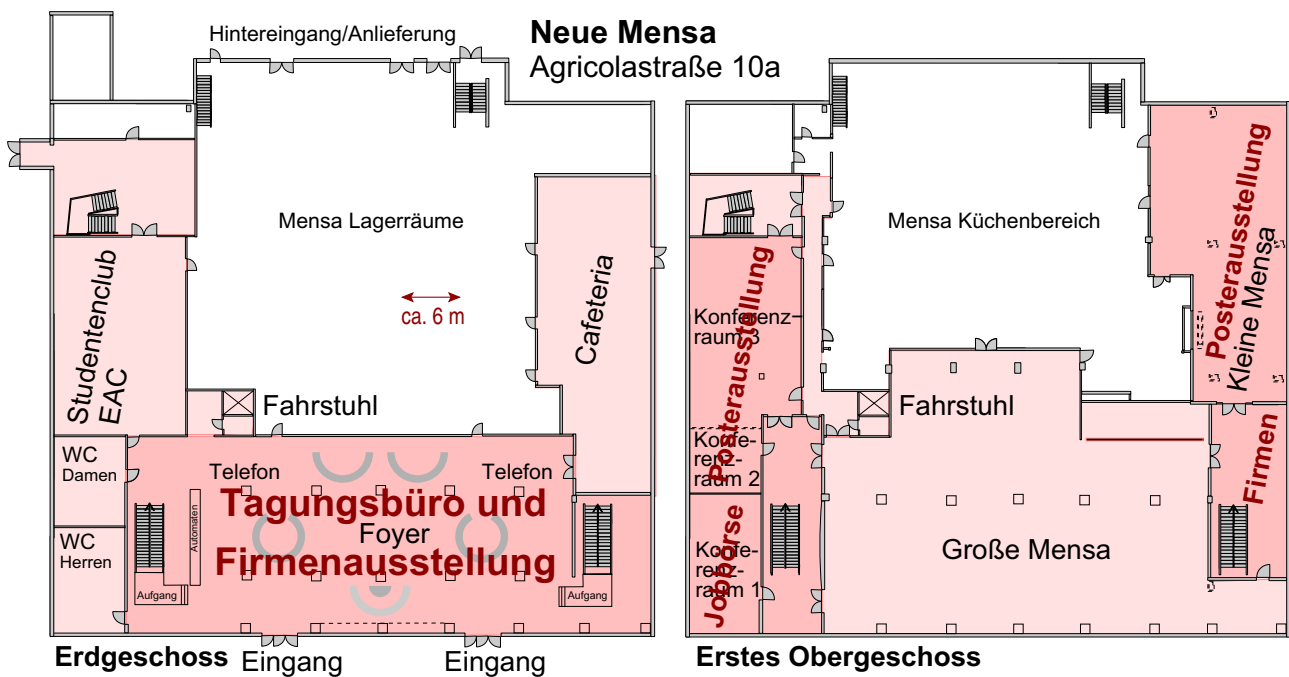 Neue Mensa
Agricolastraße 10a
Hintereingang/Anlieferung
Mensa Lagerräume
ca. 6 m
Studentenclub
EAC
Cafeteria
Fahrstuhl
WC
Damen
WC
Herren
Telefon
Telefon
Automaten
Tagungsbüro und
Foyer
Firmenausstellung
Aufgang
Aufgang
Erdgeschoss
Eingang
Eingang
Mensa Küchenbereich
Posterausstellung
Kleine Mensa
Posterausstellung
Konferenz-
raum 3
Fahrstuhl
Konfe-
renz-
raum 2
Firmen
Jobbörse
Konfe-
renz-
raum 1
Große Mensa
Erstes Obergeschoss